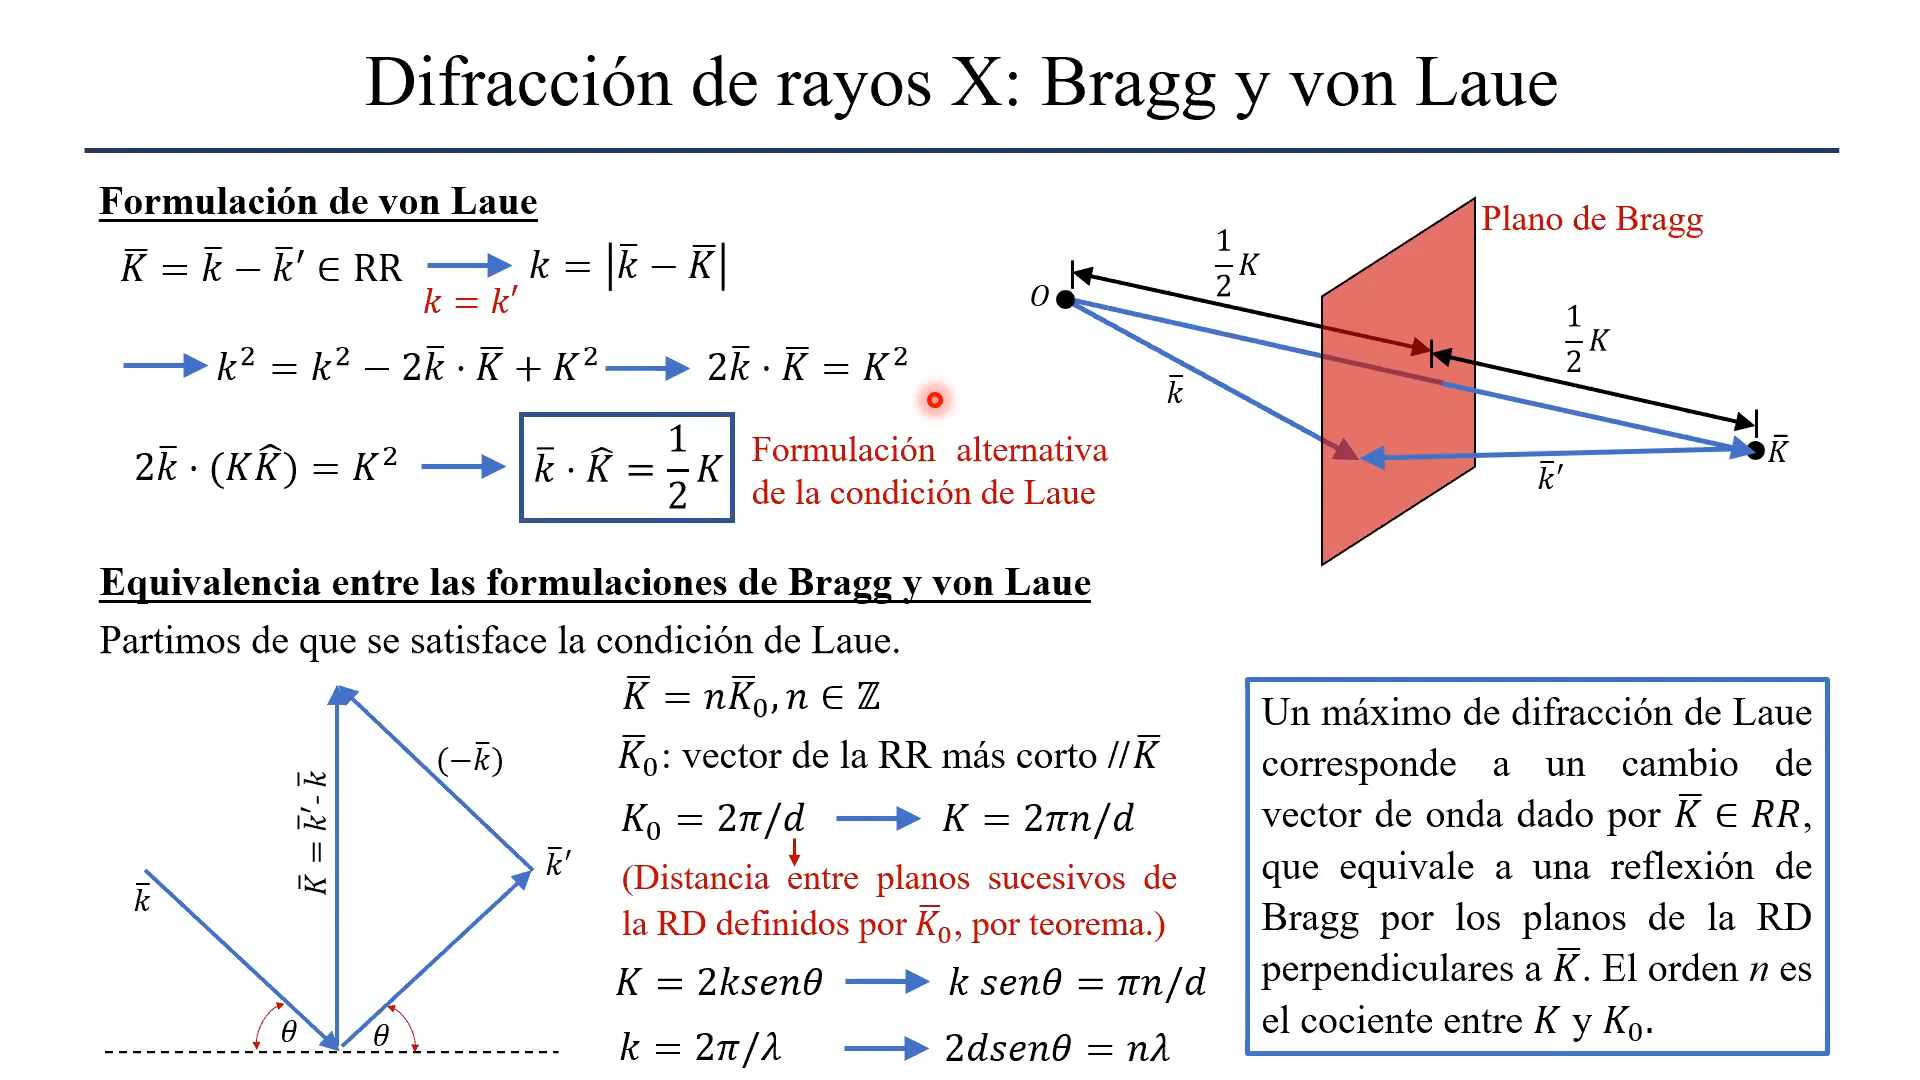 Difracción de rayos X: Bragg y von Laue
Formulación de von Laue
K̅ = k̅ − k̅′ ∈ RR ⟶ k = |k̅ − K̅|
k = k′
⟶ k² = k² − 2k̅ · K̅ + K² ⟶ 2k̅ · K̅ = K²
2k̅ · (KK̂) = K² ⟶ k̅ · K̂ = 1/2 K
Formulación alternativa
de la condición de Laue
Plano de Bragg
1/2 K
1/2 K
O
k̅
K̅
k̅′
Equivalencia entre las formulaciones de Bragg y von Laue
Partimos de que se satisface la condición de Laue.
K̅ = k̅′- k̅
(−k̅)
k̅
k̅′
θ
θ
K̅ = nK̅₀, n ∈ ℤ
K̅₀: vector de la RR más corto //K̅
K₀ = 2π/d ⟶ K = 2πn/d
(Distancia entre planos sucesivos de
la RD definidos por K̅₀, por teorema.)
K = 2ksenθ ⟶ k senθ = πn/d
k = 2π/λ ⟶ 2dsenθ = nλ
Un máximo de difracción de Laue
corresponde a un cambio de
vector de onda dado por K̅ ∈ RR,
que equivale a una reflexión de
Bragg por los planos de la RD
perpendiculares a K̅. El orden n es
el cociente entre K y K₀.